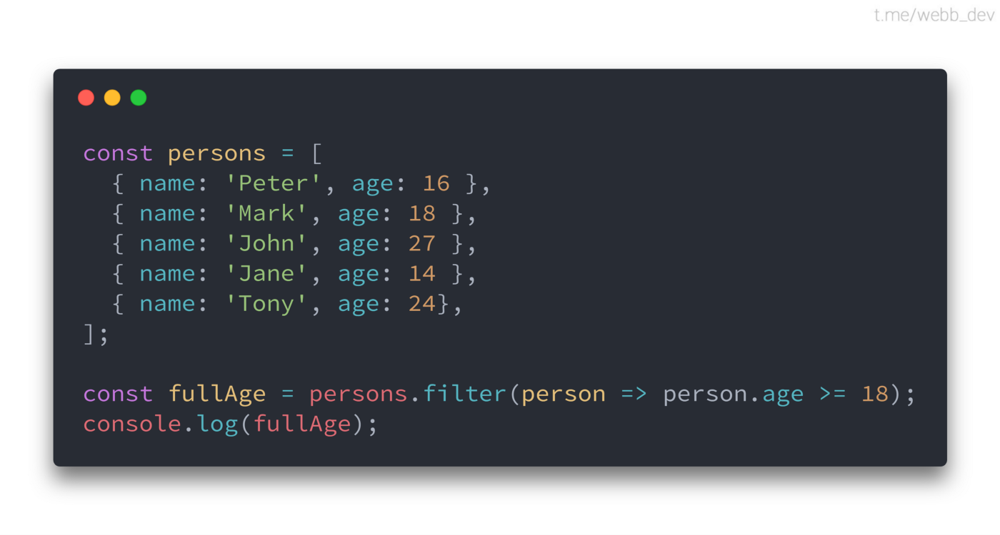 t.me/webb_dev
const persons = [
  { name: 'Peter', age: 16 },
  { name: 'Mark', age: 18 },
  { name: 'John', age: 27 },
  { name: 'Jane', age: 14 },
  { name: 'Tony', age: 24},
];
const fullAge = persons.filter(person => person.age >= 18);
console.log(fullAge);